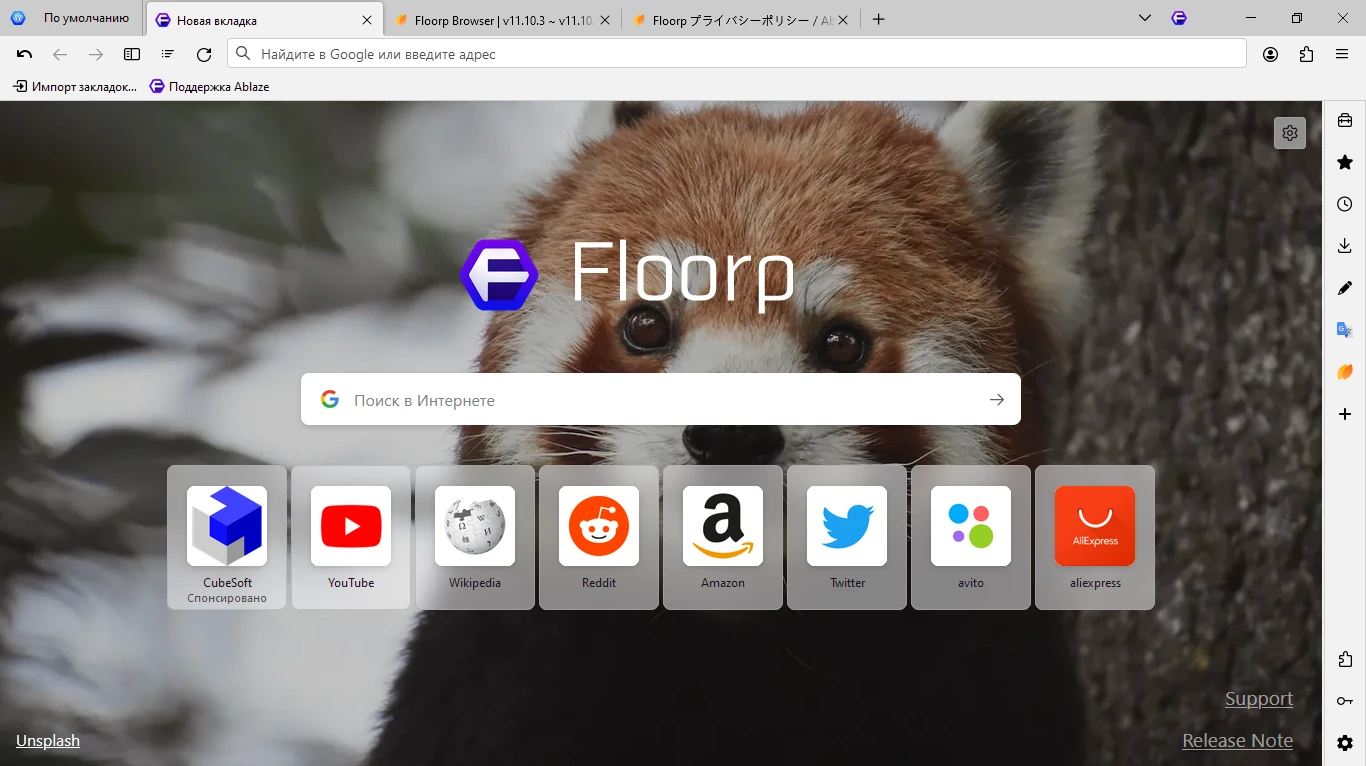 По умолчанию
Новая вкладка
Floorp Browser | v11.10.3 ~ v11.10.
Floorp プライバシーポリシー / Ab
Найдите в Google или введите адрес
Импорт закладок...
Поддержка Ablaze
Floorp
Поиск в Интернете
CubeSoft
Спонсировано
YouTube
Wikipedia
Reddit
Amazon
Twitter
avito
AliExpress
aliexpress
Support
Unsplash
Release Note